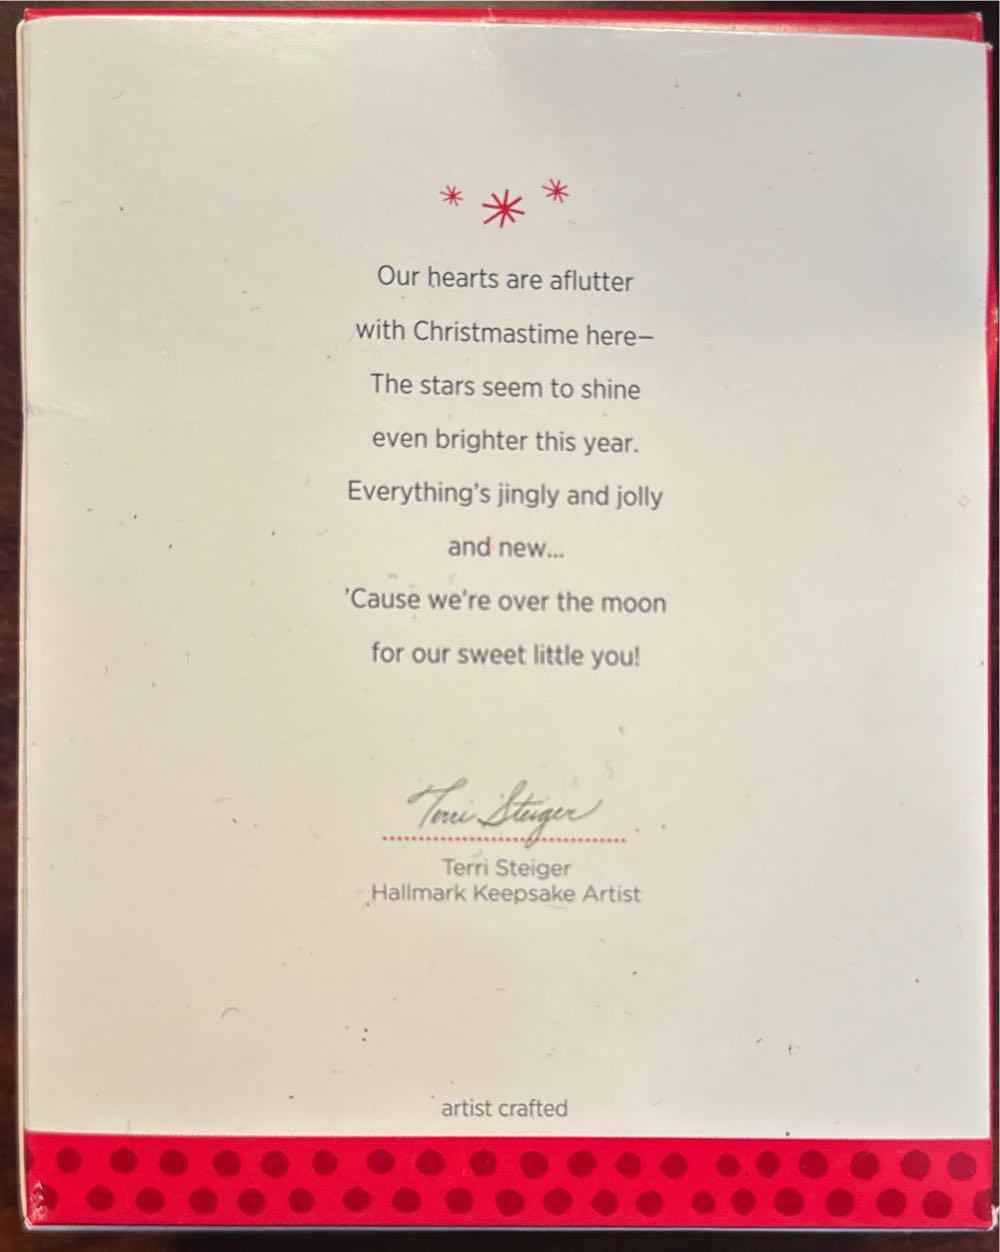 Our hearts are aflutter
with Christmastime here—
The stars seem to shine
even brighter this year.
Everything's jingly and jolly
and new...
'Cause we're over the moon
for our sweet little you!
Terri Steiger
Terri Steiger
Hallmark Keepsake Artist
artist crafted